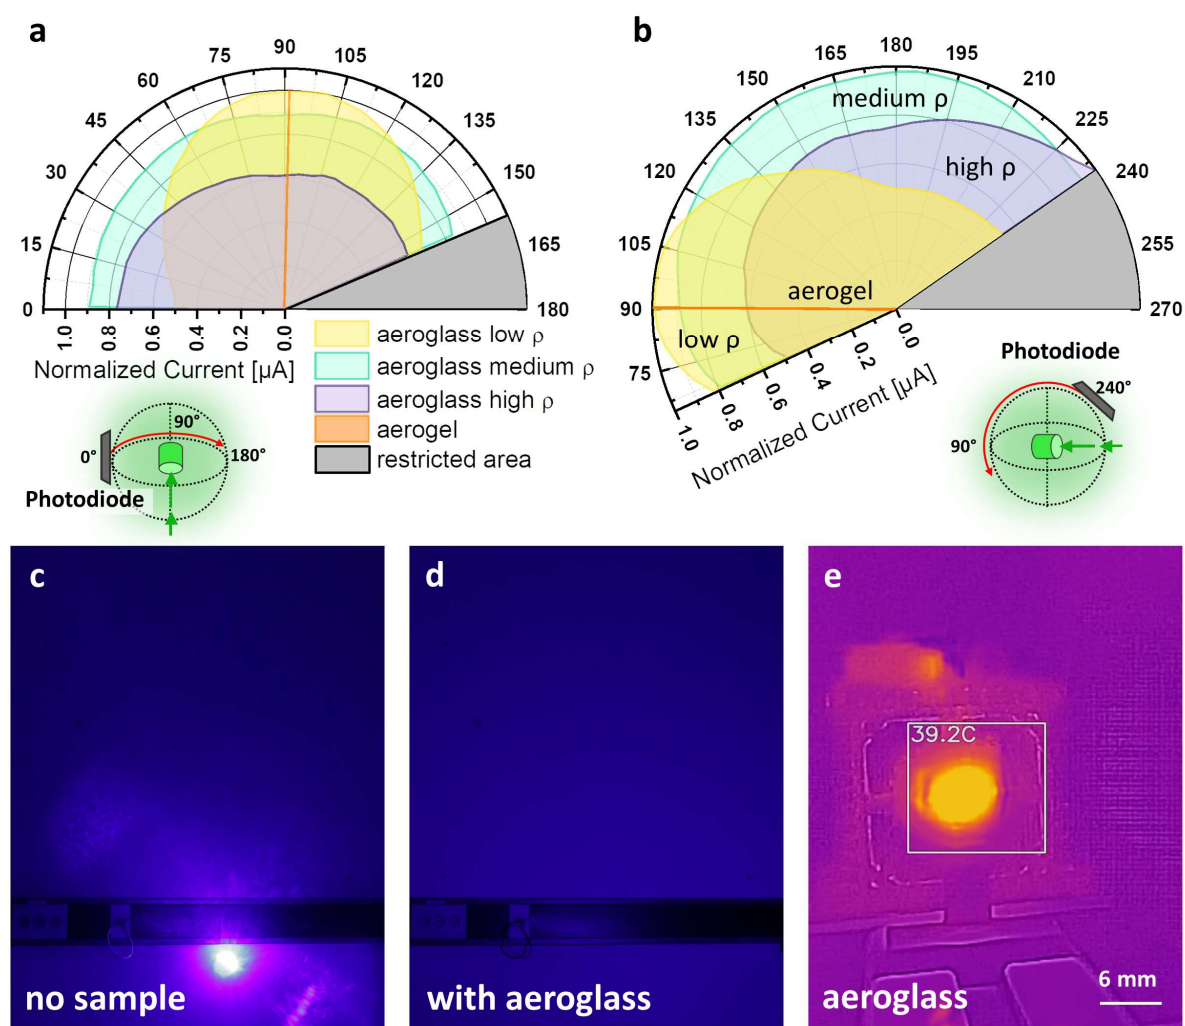 a
0
15
30
45
60
75
90
105
120
135
150
165
180
1.0
0.8
0.6
0.4
0.2
0.0
Normalized Current [µA]
aeroglass low ρ
aeroglass medium ρ
aeroglass high ρ
aerogel
restricted area
0°
90°
180°
Photodiode
b
75
90
105
120
135
150
165
180
195
210
225
240
255
270
medium ρ
high ρ
aerogel
low ρ
1.0
0.8
0.6
0.4
0.2
0.0
Normalized Current [µA]
Photodiode
240°
90°
c
no sample
d
with aeroglass
e
39.2C
aeroglass
6 mm